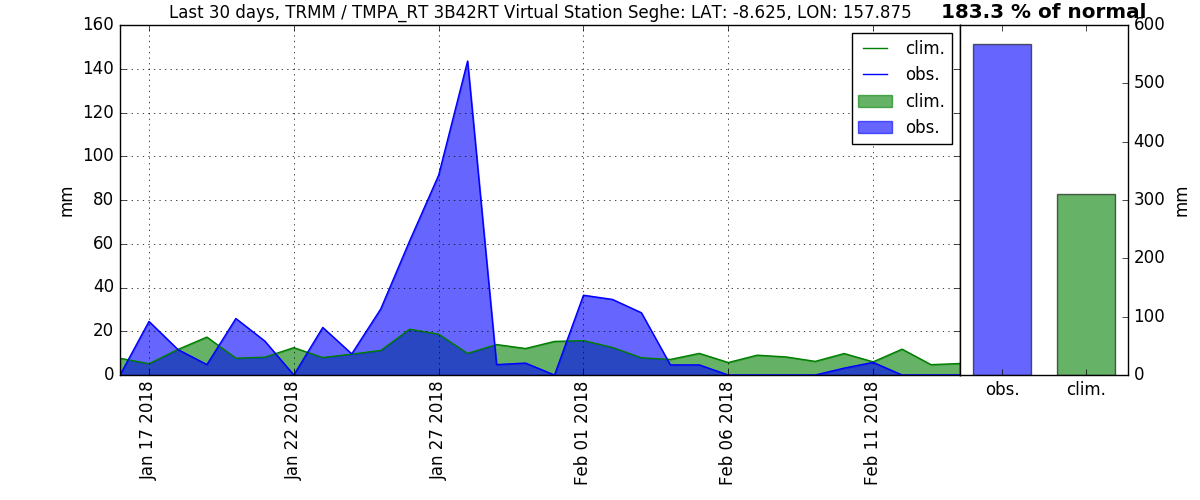 Last 30 days, TRMM / TMPA_RT 3B42RT Virtual Station Seghe: LAT: -8.625, LON: 157.875
183.3 % of normal
160
140
120
100
80
60
40
20
0
mm
clim.
obs.
clim.
obs.
Jan 17 2018
Jan 22 2018
Jan 27 2018
Feb 01 2018
Feb 06 2018
Feb 11 2018
600
500
400
300
200
100
0
mm
obs.
clim.